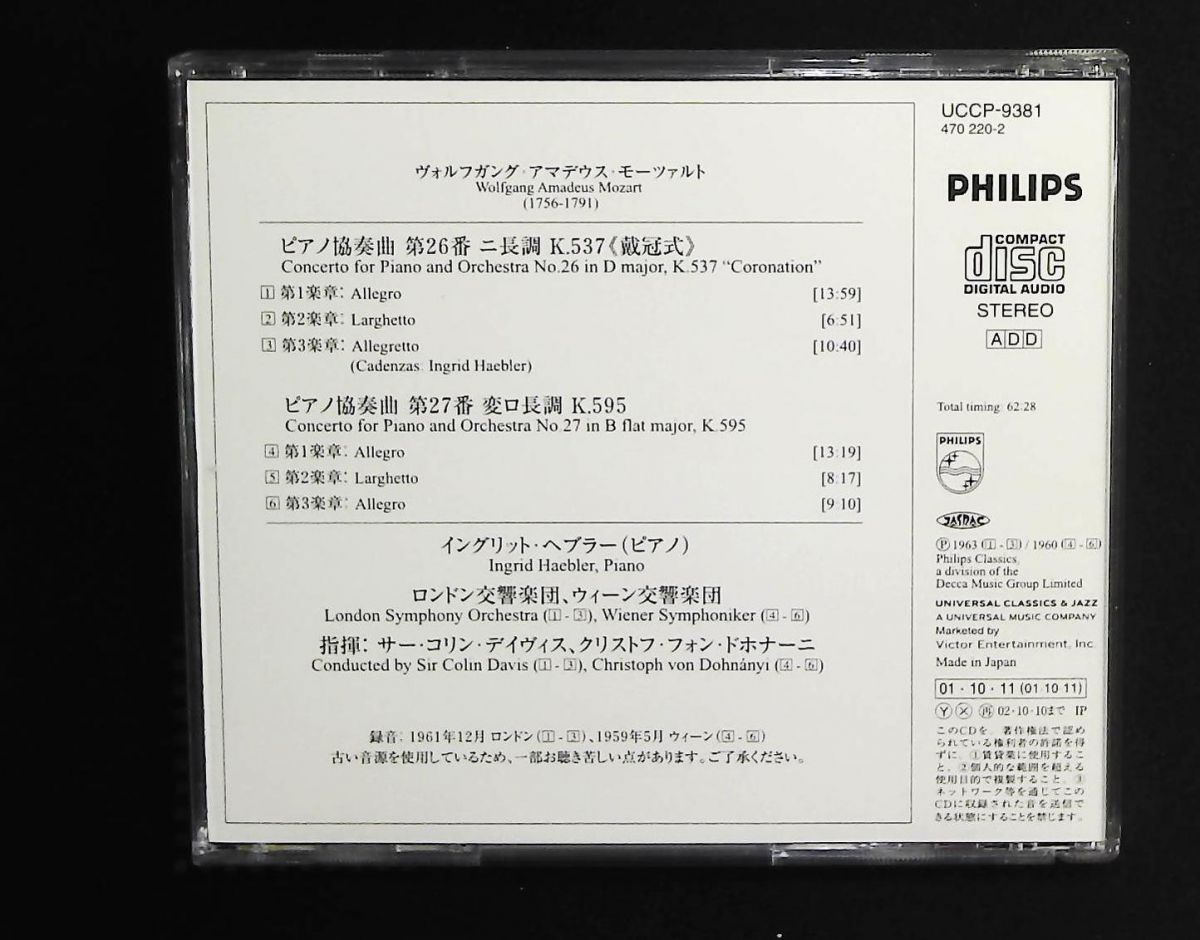 ヴォルフガング・アマデウス・モーツァルト
Wolfgang Amadeus Mozart
(1756-1791)
ピアノ協奏曲 第26番 ニ長調 K.537《戴冠式》
Concerto for Piano and Orchestra No.26 in D major, K.537 “Coronation”
1 第1楽章: Allegro [13:59]
2 第2楽章: Larghetto [6:51]
3 第3楽章: Allegretto [10:40]
(Cadenzas: Ingrid Haebler)
ピアノ協奏曲 第27番 変ロ長調 K.595
Concerto for Piano and Orchestra No.27 in B flat major, K.595
4 第1楽章: Allegro [13:19]
5 第2楽章: Larghetto [8:17]
6 第3楽章: Allegro [9:10]
イングリット・ヘブラー(ピアノ)
Ingrid Haebler, Piano
ロンドン交響楽団、ウィーン交響楽団
London Symphony Orchestra (1-3), Wiener Symphoniker (4-6)
指揮: サー・コリン・デイヴィス、クリストフ・フォン・ドホナーニ
Conducted by Sir Colin Davis (1-3), Christoph von Dohnányi (4-6)
録音: 1961年12月 ロンドン(1-3)、1959年5月 ウィーン(4-6)
古い音源を使用しているため、一部お聴き苦しい点があります。ご了承ください。
UCCP-9381
470 220-2
PHILIPS
COMPACT
disc
DIGITAL AUDIO
STEREO
ADD
Total timing: 62:28
PHILIPS
JASRAC
Ⓟ 1963 (1-3) / 1960 (4-6)
Philips Classics,
a division of the
Decca Music Group Limited
UNIVERSAL CLASSICS & JAZZ
A UNIVERSAL MUSIC COMPANY
Marketed by
Victor Entertainment, Inc.
Made in Japan
01・10・11 (01・10・11)
Ⓨ Ⓧ 再 02・10・10まで IP
このCDを、著作権法で認め
られている権利者の許諾を得
ずに、①賃貸業に使用するこ
と、②個人的な範囲を超える
使用目的で複製すること、③
ネットワーク等を通じてこの
CDに収録された音を送信で
きる状態にすることを禁じます。